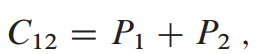 C₁₂ = P₁ + P₂ ,